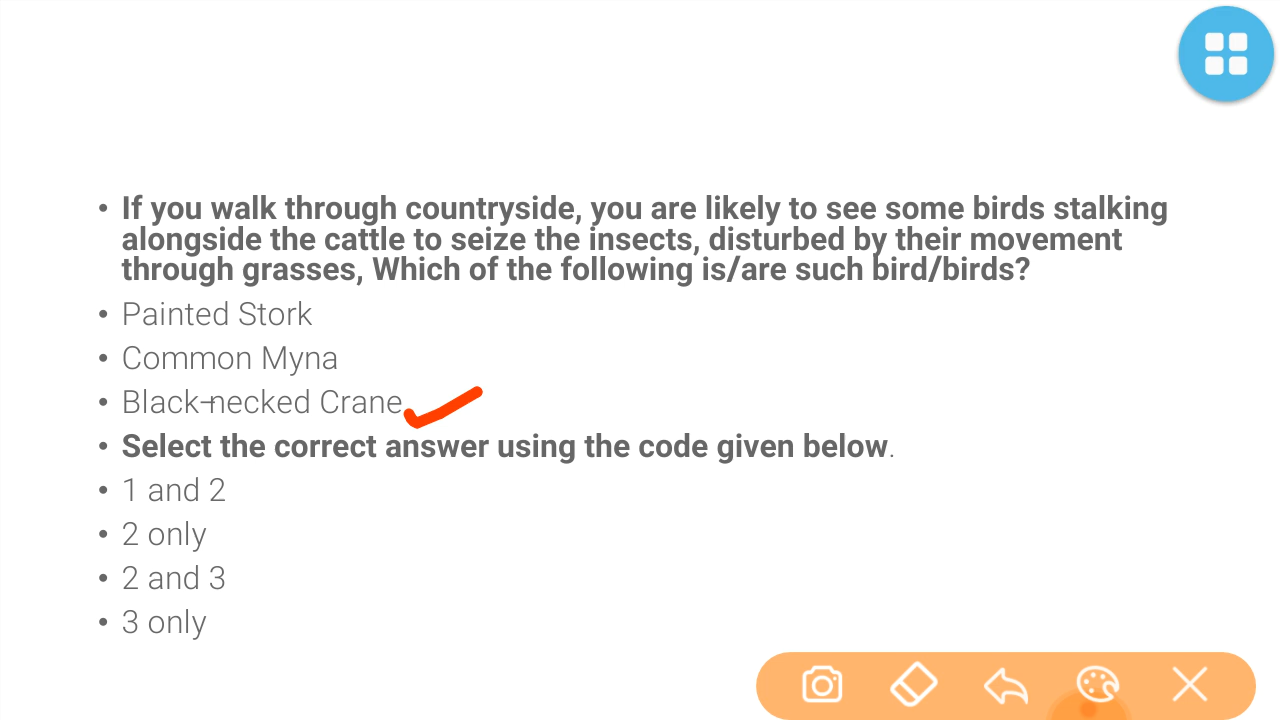 • If you walk through countryside, you are likely to see some birds stalking
alongside the cattle to seize the insects, disturbed by their movement
through grasses, Which of the following is/are such bird/birds?
• Painted Stork
• Common Myna
• Black-necked Crane
• Select the correct answer using the code given below.
• 1 and 2
• 2 only
• 2 and 3
• 3 only